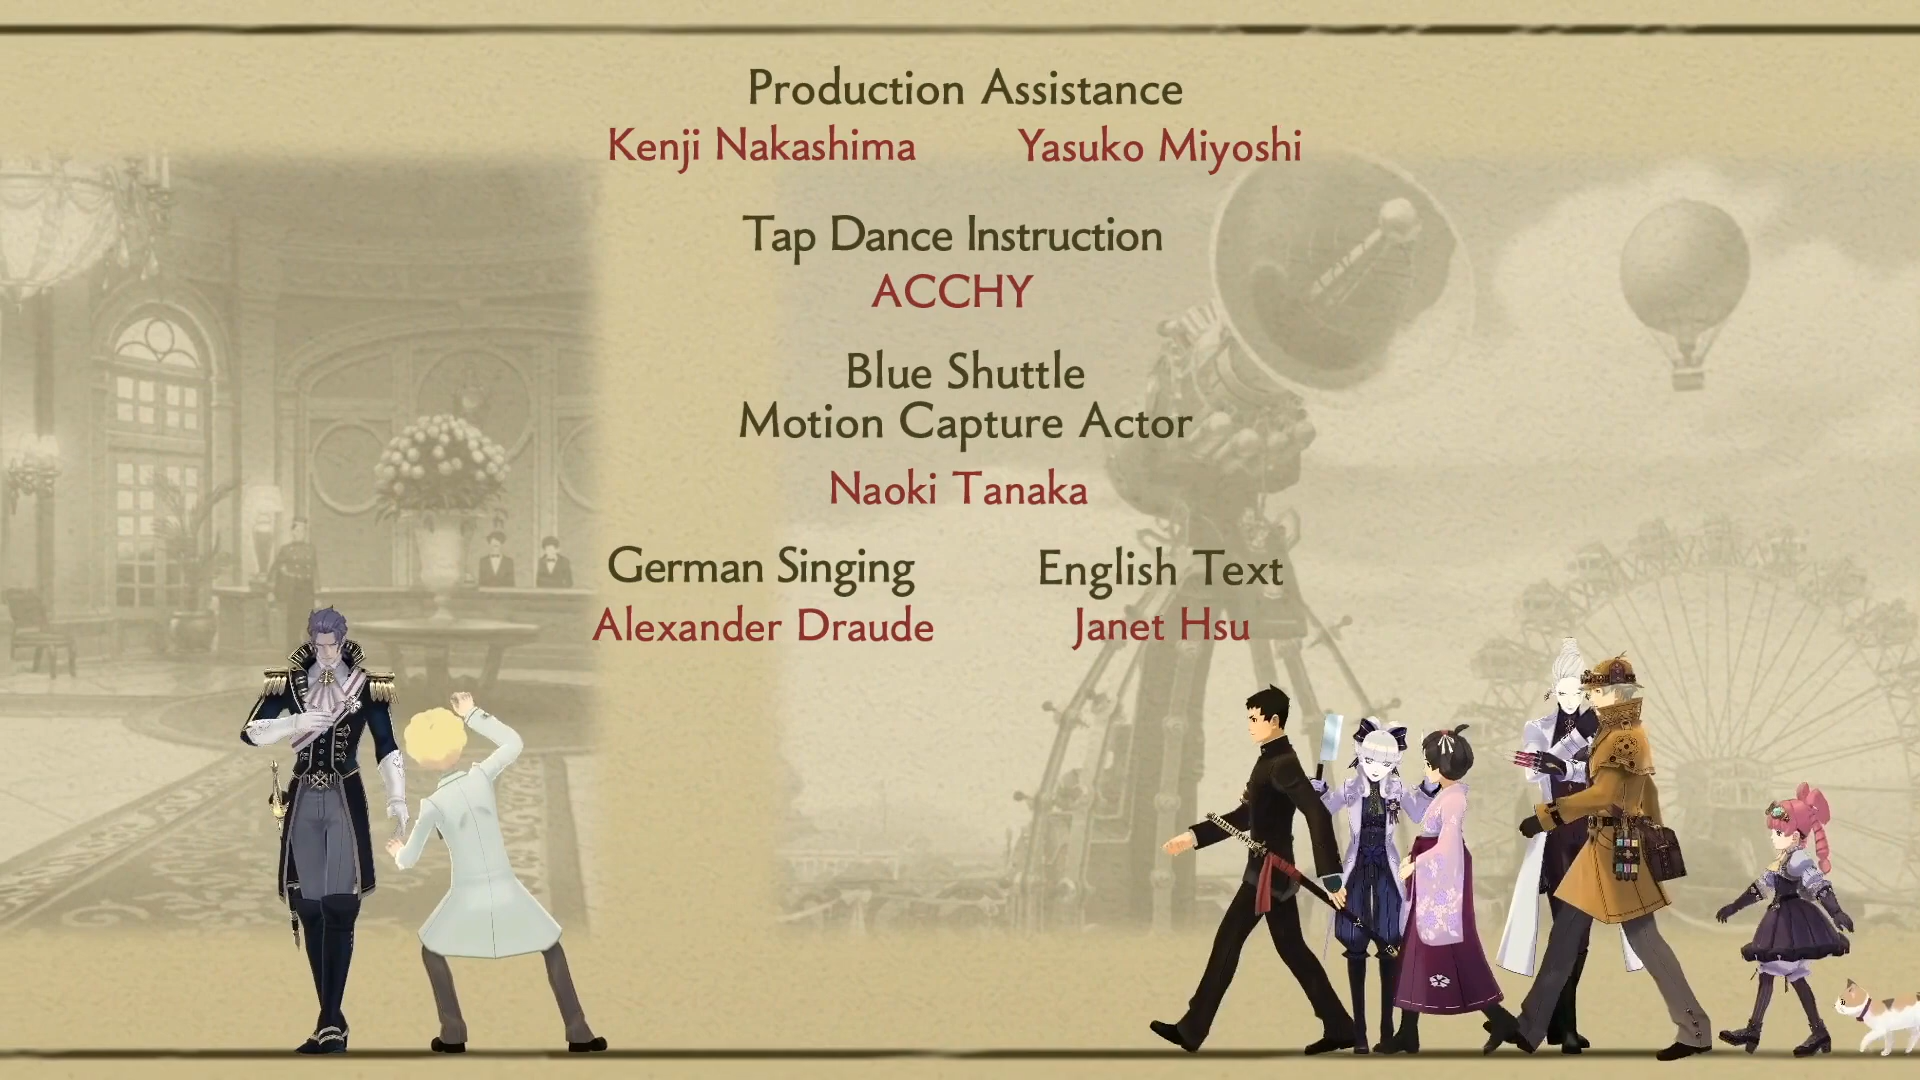 Production Assistance
Kenji Nakashima Yasuko Miyoshi
Tap Dance Instruction
ACCHY
Blue Shuttle
Motion Capture Actor
Naoki Tanaka
German Singing English Text
Alexander Draude Janet Hsu